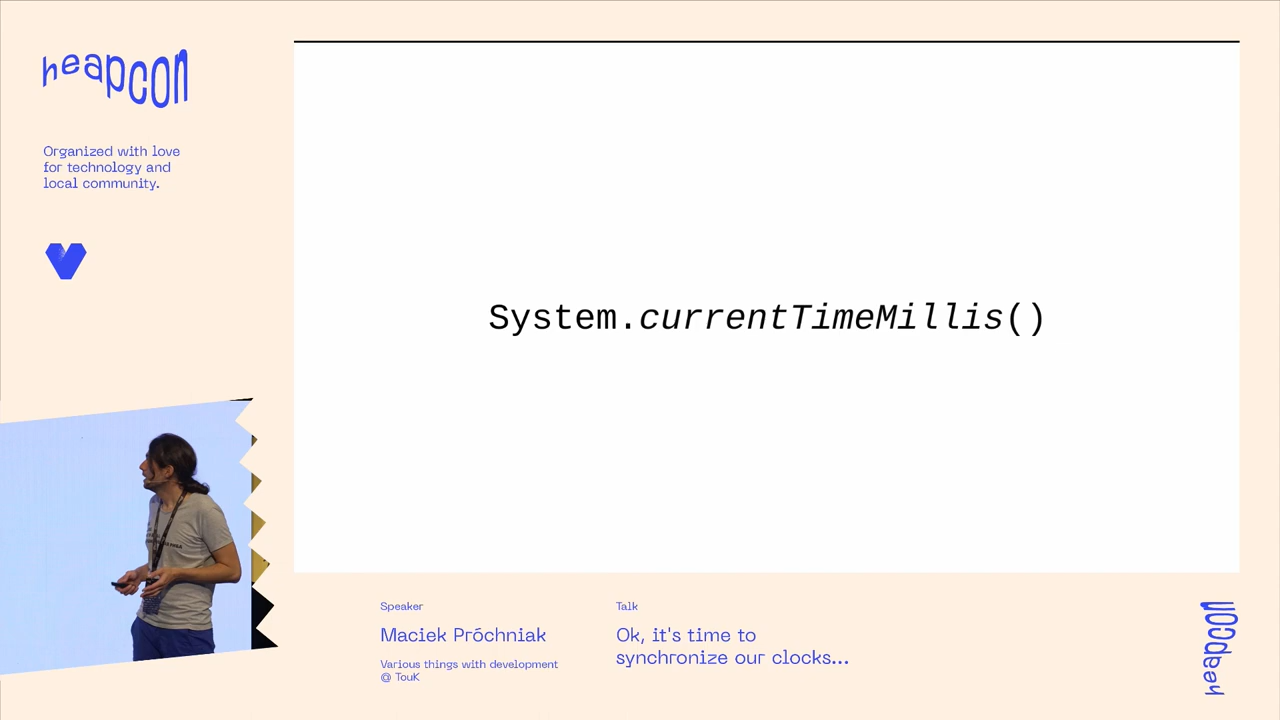 heapcon
Organized with love
for technology and
local community.
System.currentTimeMillis()
Speaker
Maciek Próchniak
Various things with development
@ TouK
Talk
Ok, it's time to
synchronize our clocks...
heapcon